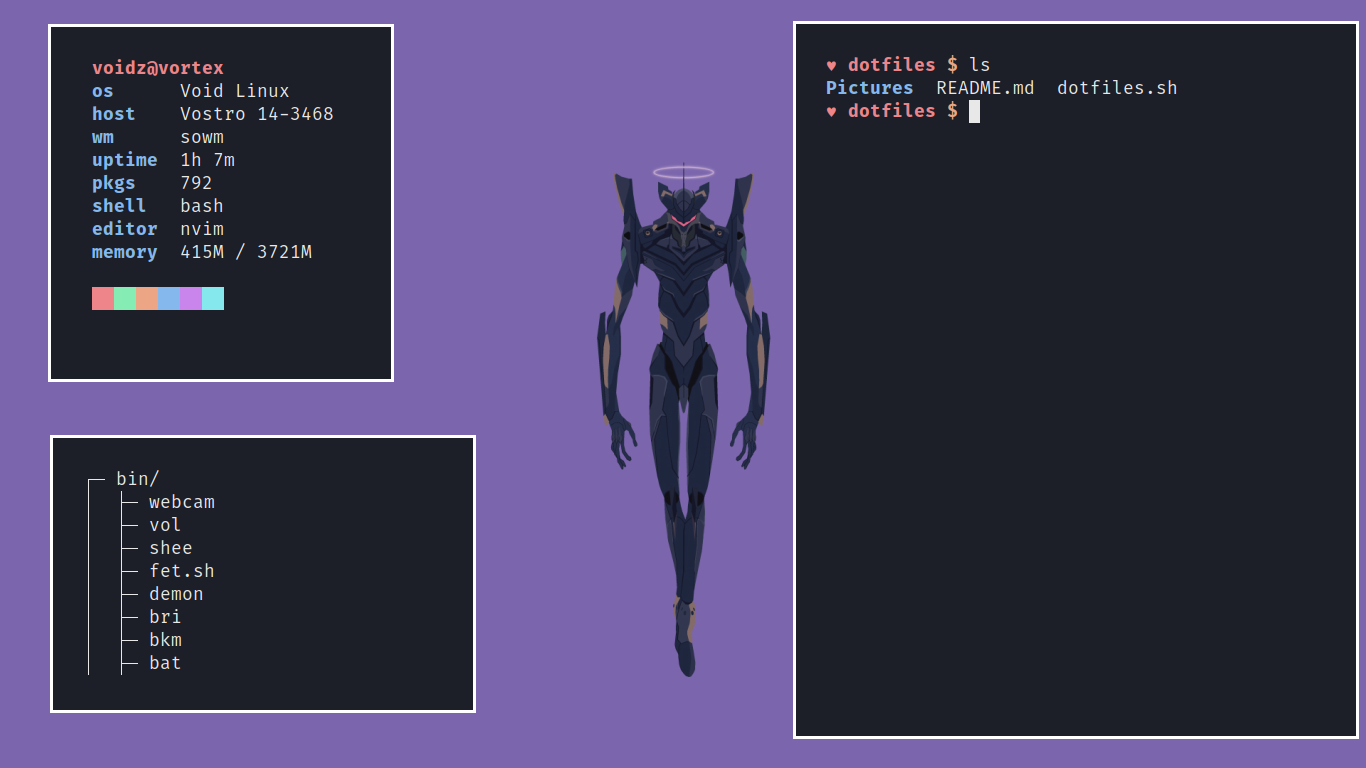 voidz@vortex
os Void Linux
host Vostro 14-3468
wm sowm
uptime 1h 7m
pkgs 792
shell bash
editor nvim
memory 415M / 3721M
bin/
webcam
vol
shee
fet.sh
demon
bri
bkm
bat
♥ dotfiles $ ls
Pictures README.md dotfiles.sh
♥ dotfiles $